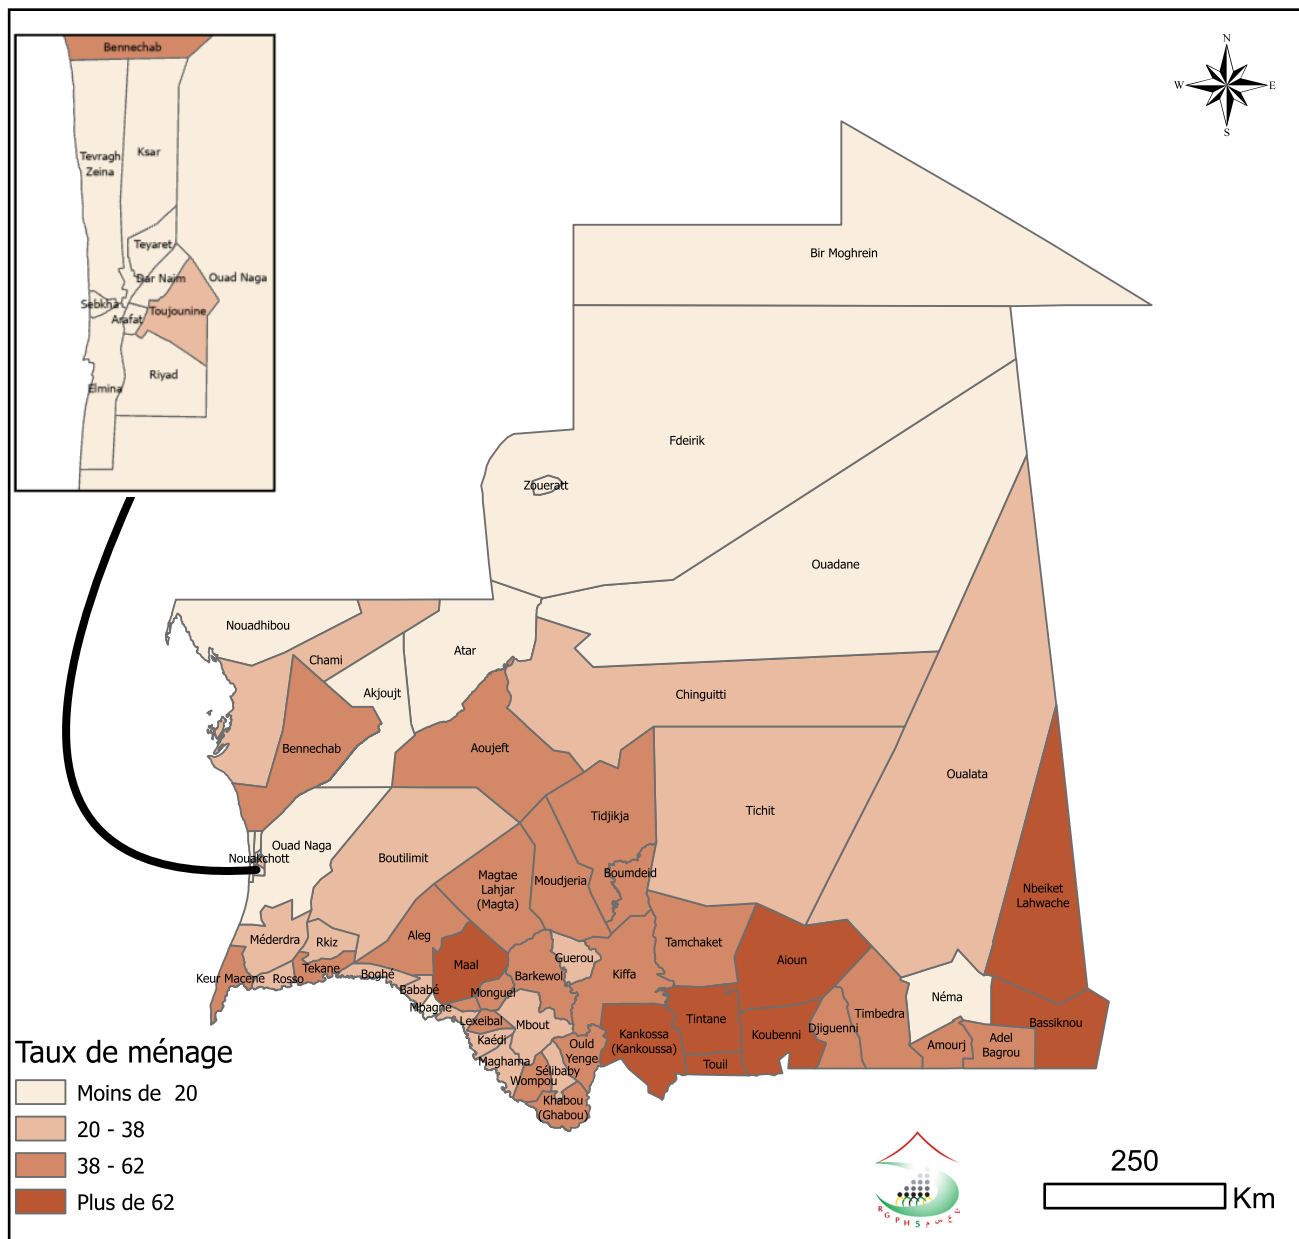 Bennechab
Tevragh
Zeina
Ksar
Teyaret
Dar Naim
Ouad Naga
Sebkha
Arafat
Toujounine
Riyad
Elmina
N
W
E
S
Bir Moghrein
Fdeirik
Zoueratt
Ouadane
Nouadhibou
Chami
Atar
Akjoujt
Chinguitti
Bennechab
Aoujeft
Oualata
Tidjikja
Tichit
Ouad Naga
Nouakchott
Boutilimit
Magtae
Lahjar
(Magta)
Moudjeria
Boumdeid
Nbeiket
Lahwache
Méderdra
Rkiz
Aleg
Maal
Guerou
Tamchaket
Aioun
Keur Macene
Rosso
Tekane
Boghé
Barkewol
Kiffa
Bababé
Monguel
Néma
Mbagne
Lexeibal
Mbout
Tintane
Koubenni
Djiguenni
Timbedra
Bassiknou
Kaédi
Ould
Yenge
Kankossa
(Kankoussa)
Amourj
Adel
Bagrou
Maghama
Sélibaby
Wompou
Touil
Khabou
(Ghabou)
Taux de ménage
Moins de 20
20 - 38
38 - 62
Plus de 62
250
Km
R G P H 5 ت ع س م